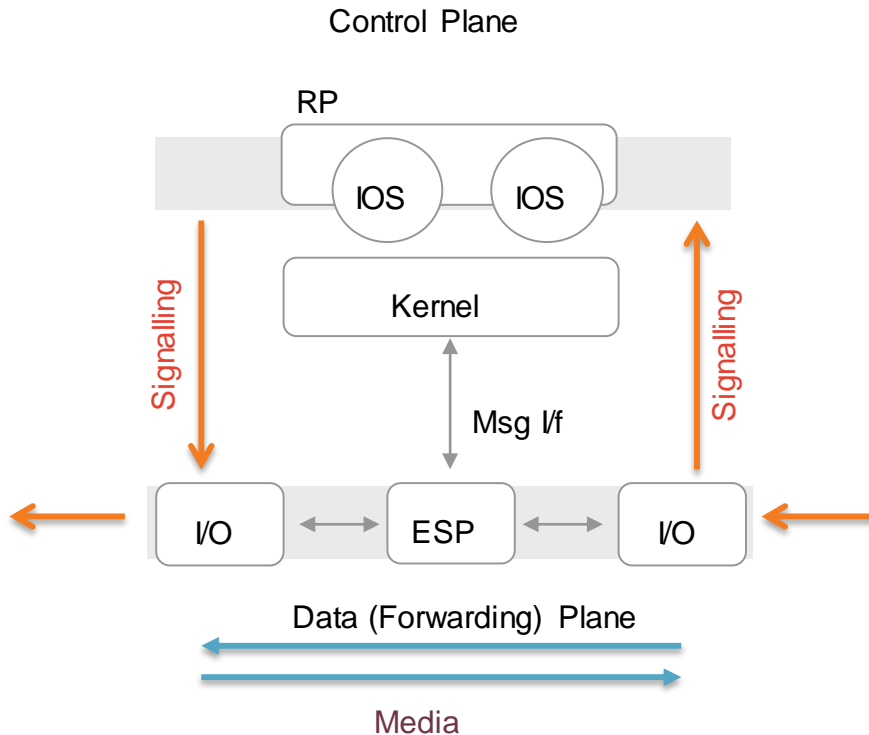 Control Plane
RP
IOS
IOS
Kernel
Signalling
Signalling
Msg I/f
I/O
ESP
I/O
Data (Forwarding) Plane
Media